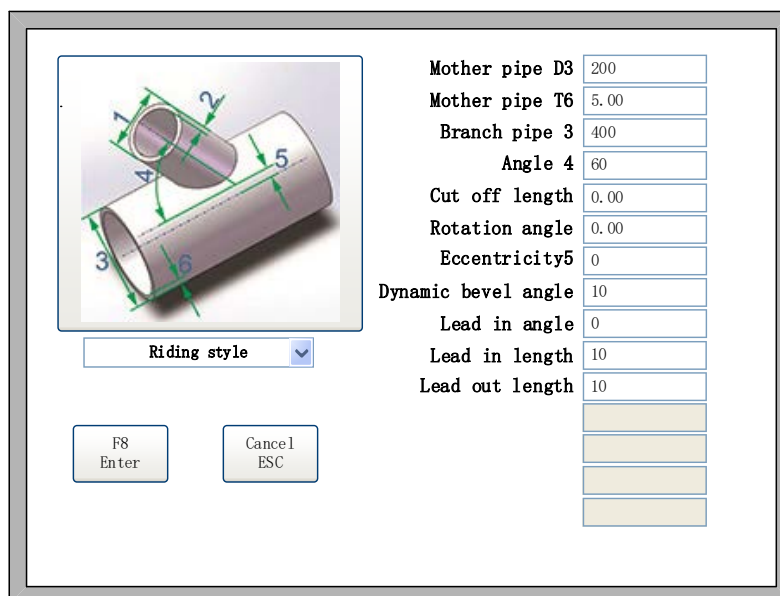 1
2
4
5
3
6
Riding style
F8
Enter
Cancel
ESC
Mother pipe D3 200
Mother pipe T6 5.00
Branch pipe 3 400
Angle 4 60
Cut off length 0.00
Rotation angle 0.00
Eccentricity5 0
Dynamic bevel angle 10
Lead in angle 0
Lead in length 10
Lead out length 10